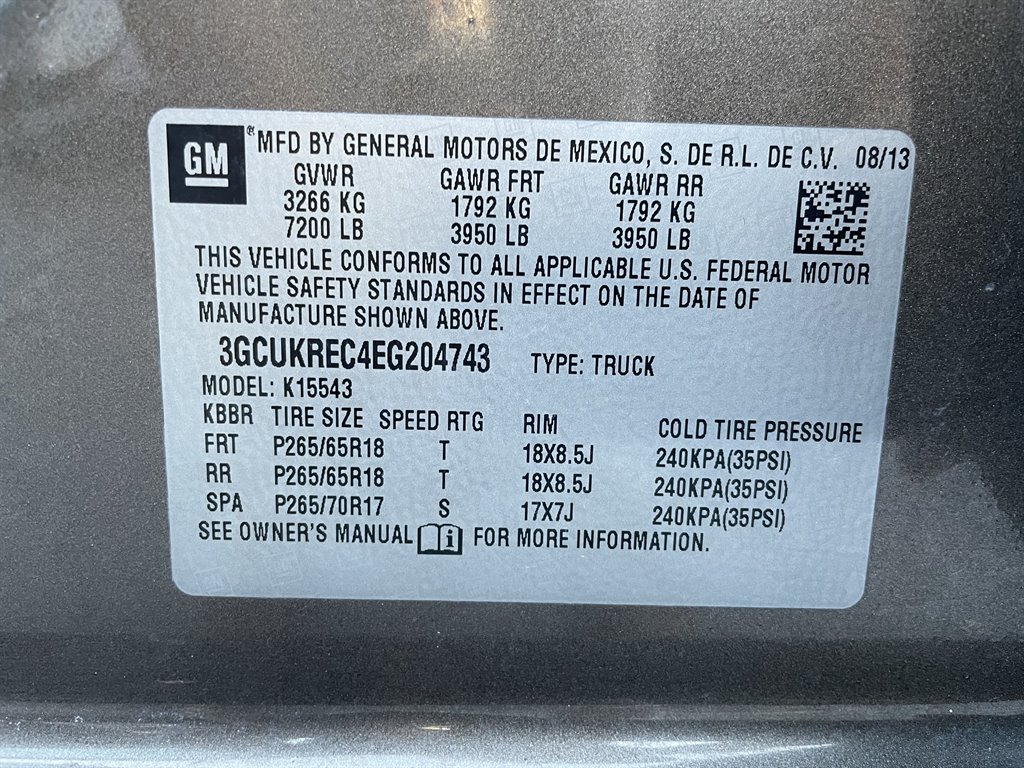 GM ® MFD BY GENERAL MOTORS DE MEXICO, S. DE R.L. DE C.V. 08/13
GVWR GAWR FRT GAWR RR
3266 KG 1792 KG 1792 KG
7200 LB 3950 LB 3950 LB
THIS VEHICLE CONFORMS TO ALL APPLICABLE U.S. FEDERAL MOTOR
VEHICLE SAFETY STANDARDS IN EFFECT ON THE DATE OF
MANUFACTURE SHOWN ABOVE.
3GCUKREC4EG204743 TYPE: TRUCK
MODEL: K15543
KBBR TIRE SIZE SPEED RTG RIM COLD TIRE PRESSURE
FRT P265/65R18 T 18X8.5J 240KPA(35PSI)
RR P265/65R18 T 18X8.5J 240KPA(35PSI)
SPA P265/70R17 S 17X7J 240KPA(35PSI)
SEE OWNER'S MANUAL i FOR MORE INFORMATION.